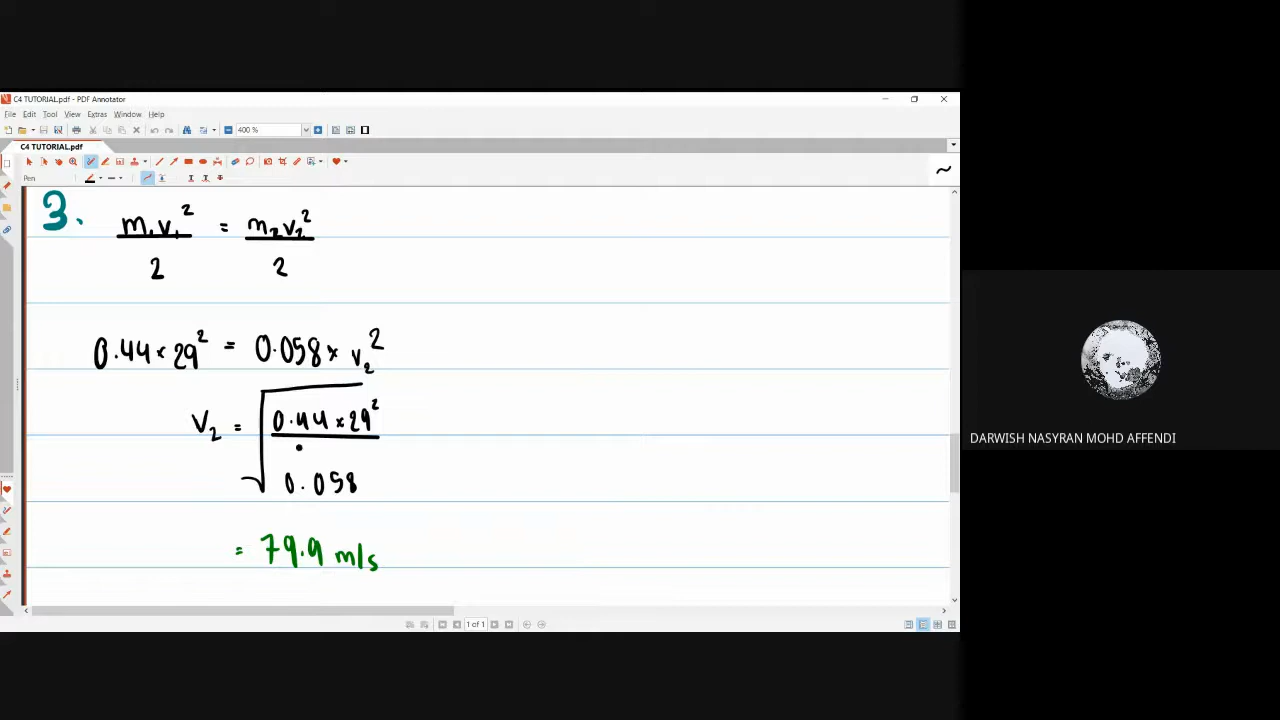 C4 TUTORIAL.pdf - PDF Annotator
File Edit Tool View Extras Window Help
400 %
C4 TUTORIAL.pdf
Pen
3.
m₁v₁² = m₂v₂²
2 2
0.44 × 29² = 0.058 × v₂²
v₂ = √ 0.44 × 29²
0.058
= 79.9 m/s
1 of 1
DARWISH NASYRAN MOHD AFFENDI